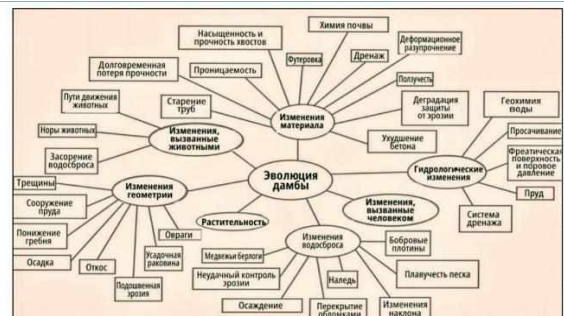 Химия почвы
Насыщенность и
прочность хвостов
Деформационное
разупрочнение
Футеровка
Дренаж
Долговременная
потеря прочности
Проницаемость
Ползучесть
Пути движения
животных
Старение
труб
Изменения
материала
Деградация
защиты
от эрозии
Геохимия
воды
Норы животных
Изменения,
вызванные
животными
Ухудшение
бетона
Просачивание
Засорение
водосброса
Эволюция
дамбы
Гидрологические
изменения
Фреатическая
поверхность
и поровое
давление
Трещины
Изменения
геометрии
Пруд
Сооружение
пруда
Растительность
Изменения,
вызванные
человеком
Система
дренажа
Понижение
гребня
Овраги
Изменения
водосброса
Бобровые
плотины
Осадка
Откос
Усадочная
раковина
Медвежьи берлоги
Неудачный контроль
эрозии
Наледь
Плавучесть песка
Подошвенная
эрозия
Осаждение
Перекрытие
обломками
Изменения
наклона